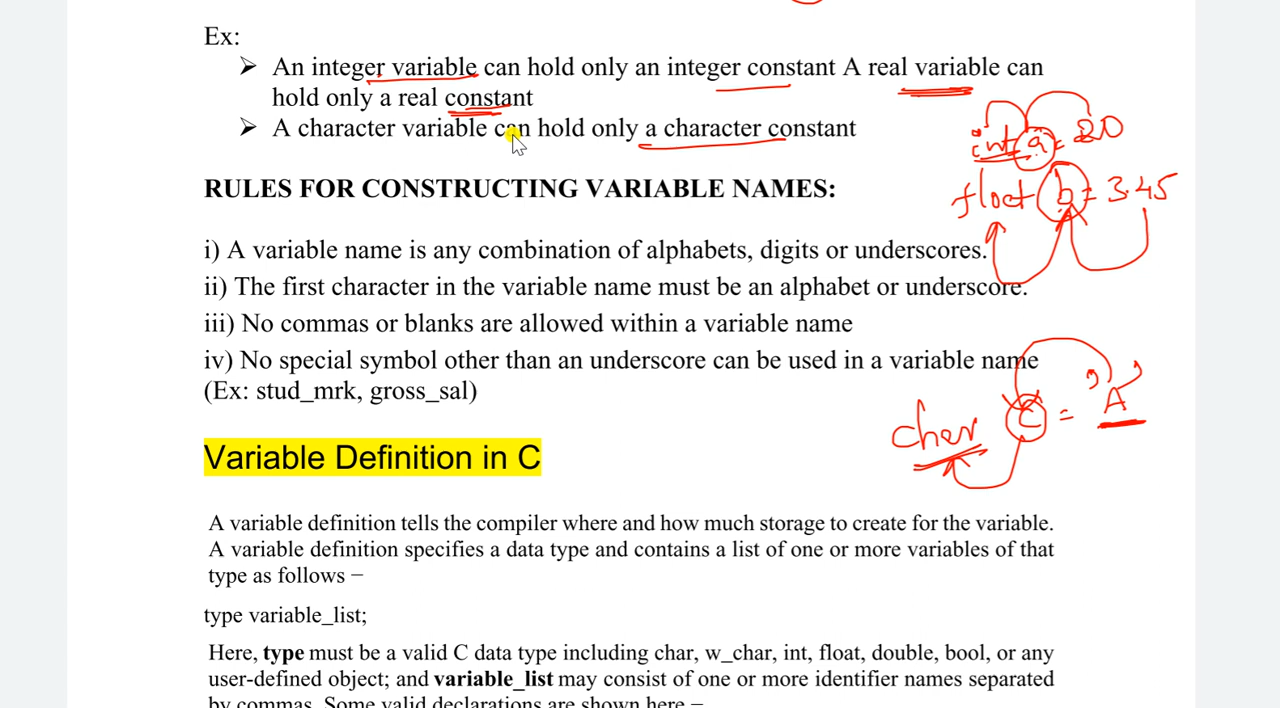 Ex:
➢ An integer variable can hold only an integer constant A real variable can
hold only a real constant
➢ A character variable can hold only a character constant
int a = 20
RULES FOR CONSTRUCTING VARIABLE NAMES:
float b = 3.45
i) A variable name is any combination of alphabets, digits or underscores.
ii) The first character in the variable name must be an alphabet or underscore.
iii) No commas or blanks are allowed within a variable name
iv) No special symbol other than an underscore can be used in a variable name
(Ex: stud_mrk, gross_sal)
char C = 'A'
Variable Definition in C
A variable definition tells the compiler where and how much storage to create for the variable.
A variable definition specifies a data type and contains a list of one or more variables of that
type as follows −
type variable_list;
Here, type must be a valid C data type including char, w_char, int, float, double, bool, or any
user-defined object; and variable_list may consist of one or more identifier names separated
by commas. Some valid declarations are shown here −